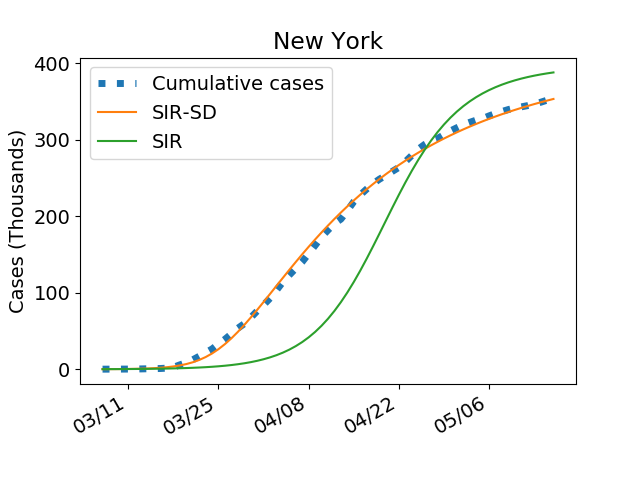 New York
Cumulative cases
SIR-SD
SIR
Cases (Thousands)
400
300
200
100
0
03/11
03/25
04/08
04/22
05/06